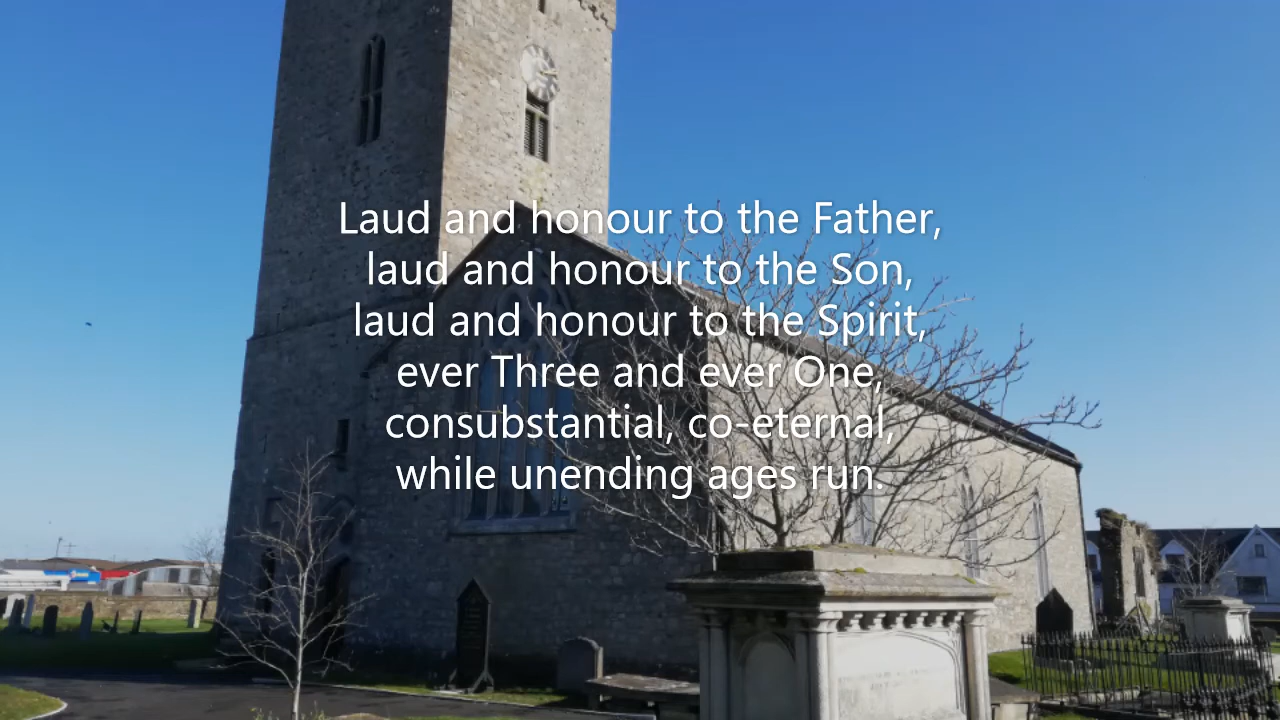 Laud and honour to the Father,
laud and honour to the Son,
laud and honour to the Spirit,
ever Three and ever One,
consubstantial, co-eternal,
while unending ages run.